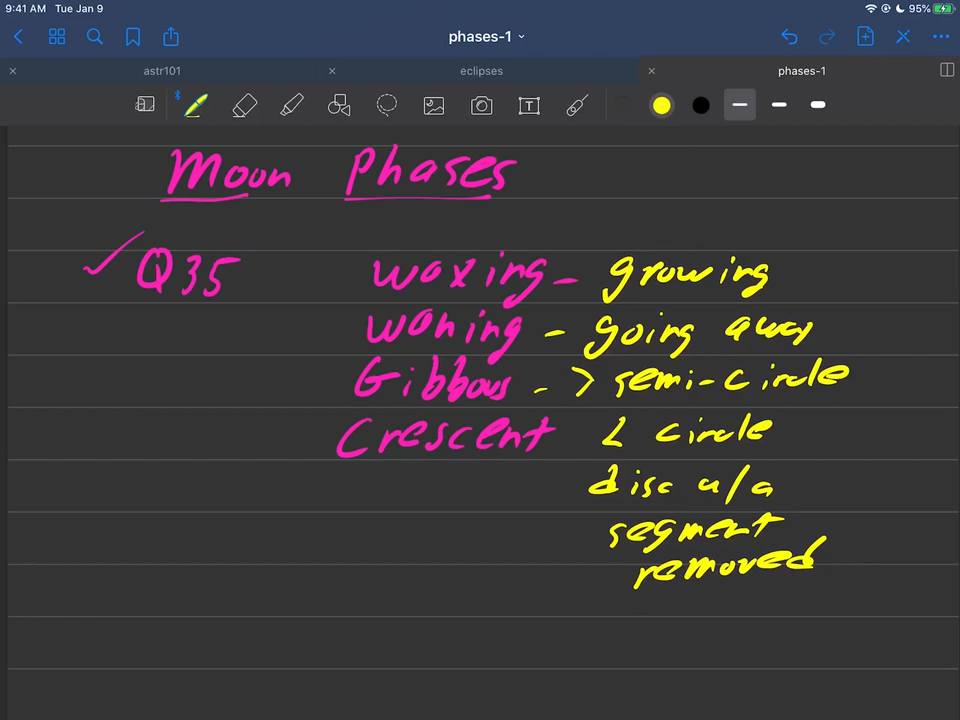 9:41 AM Tue Jan 9
95%
phases-1
astr101
eclipses
phases-1
T
Moon Phases
✓ Q35
waxing - growing
waning - going away
Gibbous - > semi-circle
Crescent < circle
disc w/a
segment
removed